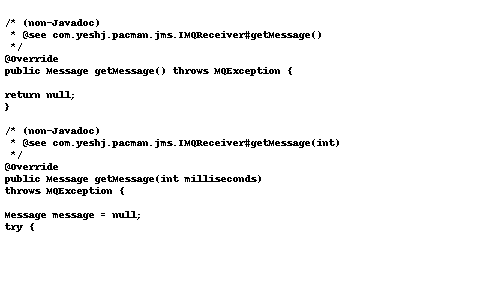 /* (non-Javadoc)
 * @see com.yeshj.pacman.jms.IMQReceiver#getMessage()
 */
@Override
public Message getMessage() throws MQException {

return null;
}

/* (non-Javadoc)
 * @see com.yeshj.pacman.jms.IMQReceiver#getMessage(int)
 */
@Override
public Message getMessage(int milliseconds)
throws MQException {

Message message = null;
try {